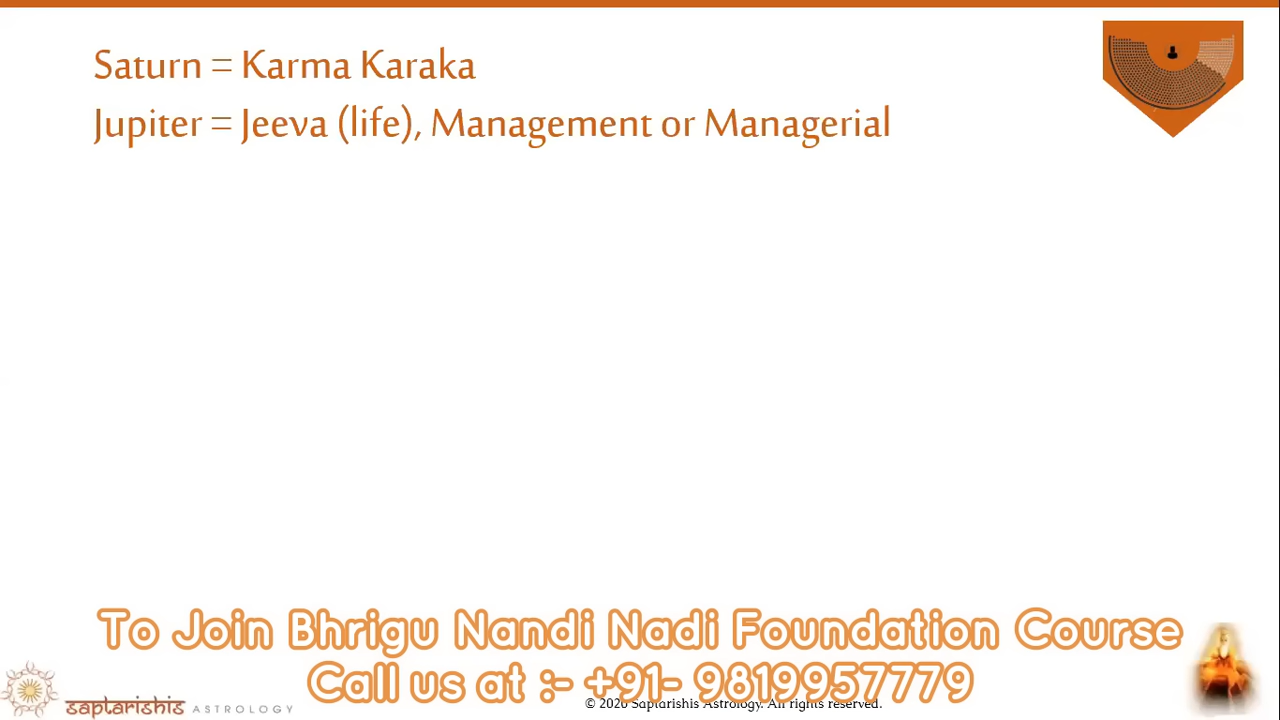 Saturn = Karma Karaka
Jupiter = Jeeva (life), Management or Managerial
To Join Bhrigu Nandi Nadi Foundation Course
Call us at :- +91- 9819957779
© 2020 Saptarishis Astrology. All rights reserved.
saptarishis ASTROLOGY